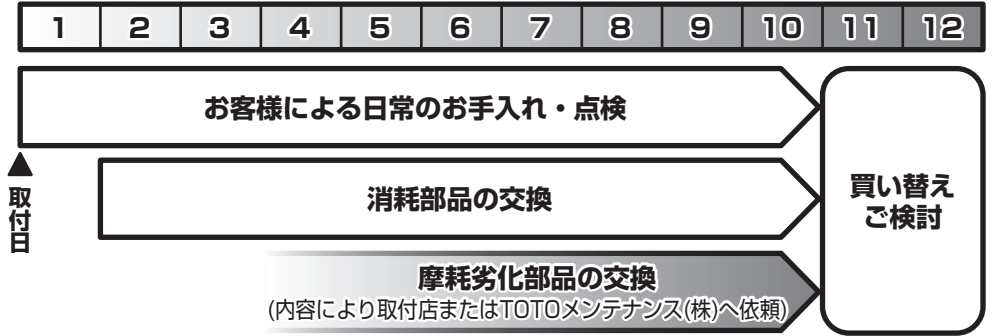 1 2 3 4 5 6 7 8 9 10 11 12
お客様による日常のお手入れ・点検
取付日
消耗部品の交換
買い替え
ご検討
摩耗劣化部品の交換
(内容により取付店またはTOTOメンテナンス(株)へ依頼)